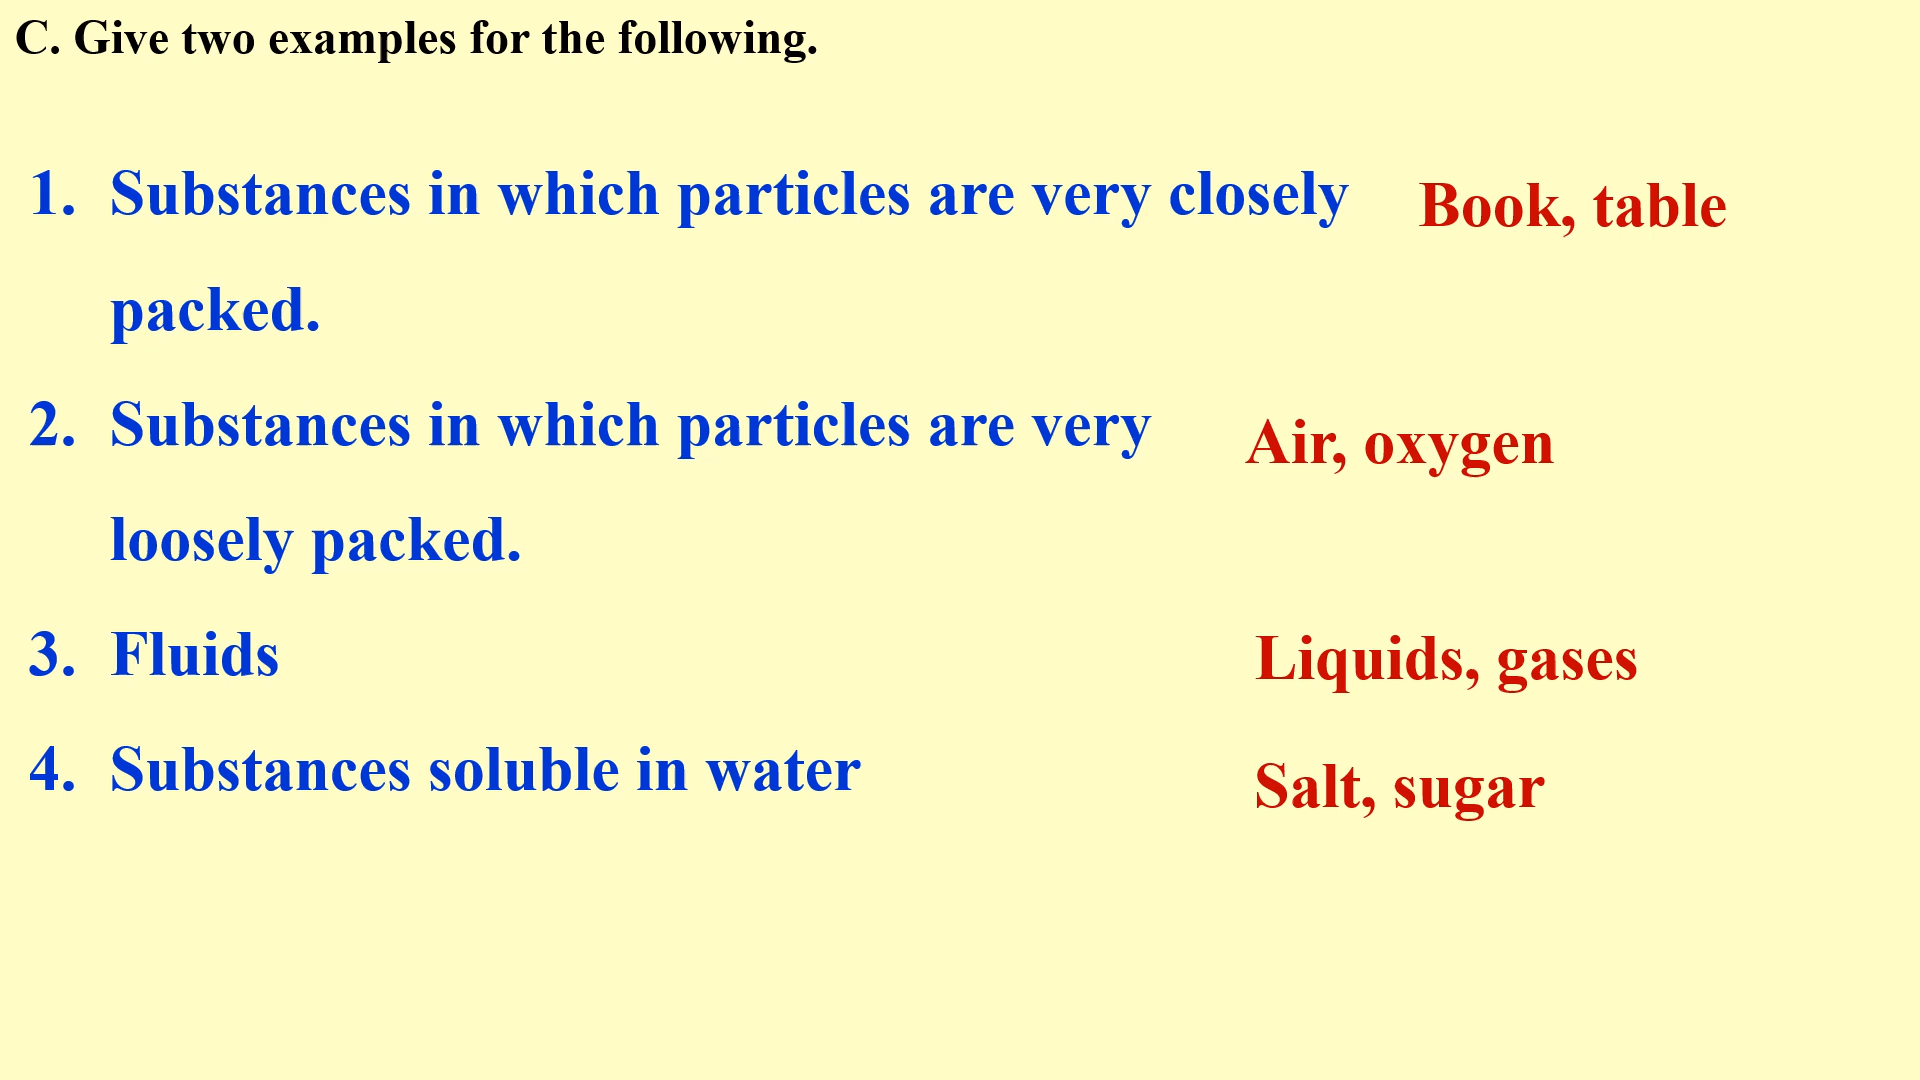 C. Give two examples for the following.
1. Substances in which particles are very closely Book, table
packed.
2. Substances in which particles are very Air, oxygen
loosely packed.
3. Fluids Liquids, gases
4. Substances soluble in water Salt, sugar